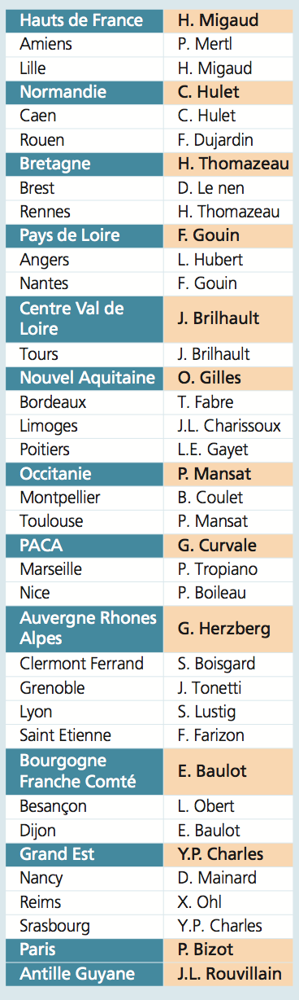 Hauts de France H. Migaud
Amiens P. Mertl
Lille H. Migaud
Normandie C. Hulet
Caen C. Hulet
Rouen F. Dujardin
Bretagne H. Thomazeau
Brest D. Le nen
Rennes H. Thomazeau
Pays de Loire F. Gouin
Angers L. Hubert
Nantes F. Gouin
Centre Val de
Loire J. Brilhault
Tours J. Brilhault
Nouvel Aquitaine O. Gilles
Bordeaux T. Fabre
Limoges J.L. Charissoux
Poitiers L.E. Gayet
Occitanie P. Mansat
Montpellier B. Coulet
Toulouse P. Mansat
PACA G. Curvale
Marseille P. Tropiano
Nice P. Boileau
Auvergne Rhones
Alpes G. Herzberg
Clermont Ferrand S. Boisgard
Grenoble J. Tonetti
Lyon S. Lustig
Saint Etienne F. Farizon
Bourgogne
Franche Comté E. Baulot
Besançon L. Obert
Dijon E. Baulot
Grand Est Y.P. Charles
Nancy D. Mainard
Reims X. Ohl
Srasbourg Y.P. Charles
Paris P. Bizot
Antille Guyane J.L. Rouvillain